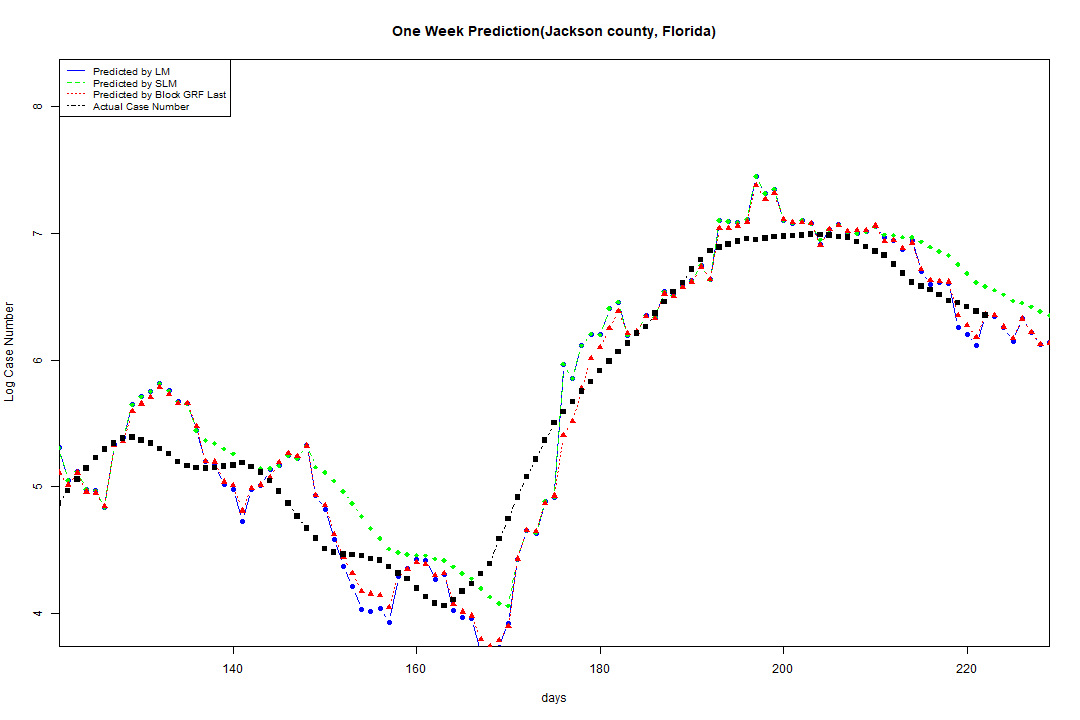 One Week Prediction(Jackson county, Florida)
Predicted by LM
Predicted by SLM
Predicted by Block GRF Last
Actual Case Number
8
7
6
5
4
Log Case Number
140 160 180 200 220
days